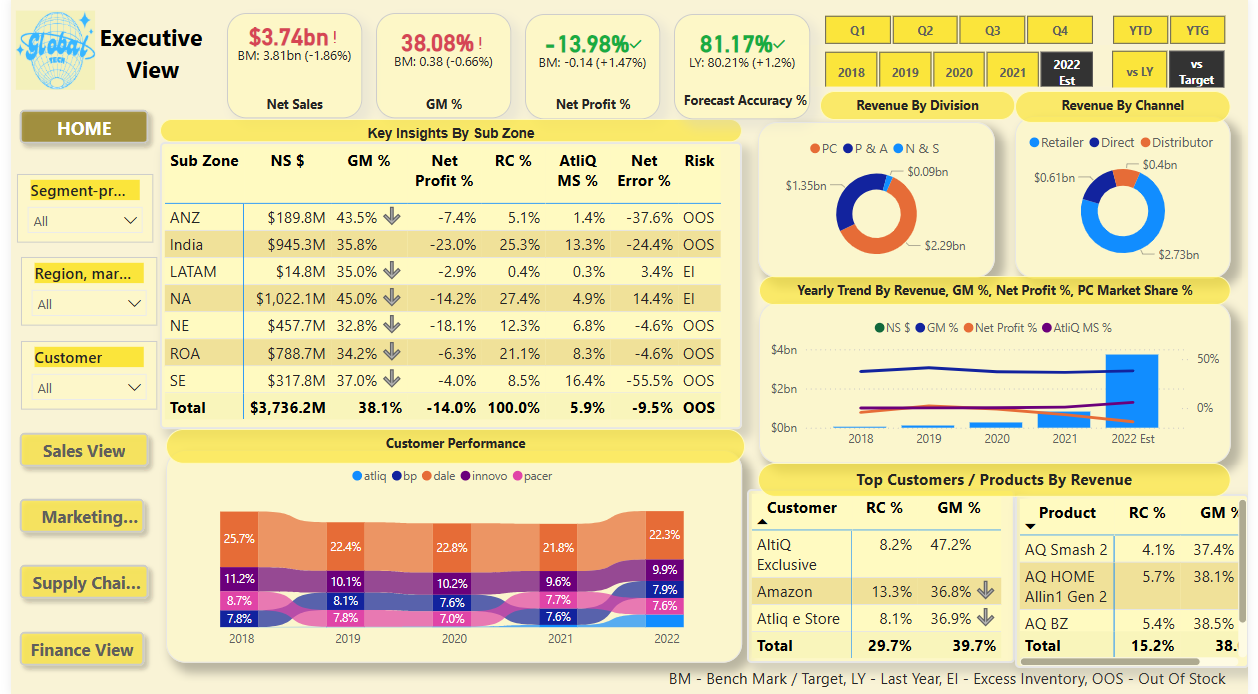 Global
TECH
Executive
View
$3.74bn!
BM: 3.81bn (-1.86%)
Net Sales
38.08%!
BM: 0.38 (-0.66%)
GM %
-13.98%✓
BM: -0.14 (+1.47%)
Net Profit %
81.17%✓
LY: 80.21% (+1.2%)
Forecast Accuracy %
Q1 Q2 Q3 Q4
YTD YTG
2018 2019 2020 2021 2022 Est
vs LY vs Target
HOME
Segment-pr...
All
Region, mar...
All
Customer
All
Sales View
Marketing...
Supply Chai...
Finance View
Key Insights By Sub Zone
Sub Zone NS $ GM % Net Profit % RC % AtliQ MS % Net Error % Risk
ANZ $189.8M 43.5% -7.4% 5.1% 1.4% -37.6% OOS
India $945.3M 35.8% -23.0% 25.3% 13.3% -24.4% OOS
LATAM $14.8M 35.0% -2.9% 0.4% 0.3% 3.4% EI
NA $1,022.1M 45.0% -14.2% 27.4% 4.9% 14.4% EI
NE $457.7M 32.8% -18.1% 12.3% 6.8% -4.6% OOS
ROA $788.7M 34.2% -6.3% 21.1% 8.3% -4.6% OOS
SE $317.8M 37.0% -4.0% 8.5% 16.4% -55.5% OOS
Total $3,736.2M 38.1% -14.0% 100.0% 5.9% -9.5% OOS
Revenue By Division
PC P & A N & S
$0.09bn
$1.35bn
$2.29bn
Revenue By Channel
Retailer Direct Distributor
$0.4bn
$0.61bn
$2.73bn
Yearly Trend By Revenue, GM %, Net Profit %, PC Market Share %
NS $ GM % Net Profit % AtliQ MS %
$4bn
$2bn
$0bn
50%
0%
2018 2019 2020 2021 2022 Est
Customer Performance
atliq bp dale innovo pacer
25.7% 22.4% 22.8% 21.8% 22.3%
11.2% 10.1% 10.2% 9.6% 9.9%
8.7% 8.1% 7.6% 7.7% 7.9%
7.8% 7.8% 7.0% 7.6% 7.6%
2018 2019 2020 2021 2022
Top Customers / Products By Revenue
Customer RC % GM %
AltiQ Exclusive 8.2% 47.2%
Amazon 13.3% 36.8%
Atliq e Store 8.1% 36.9%
Total 29.7% 39.7%
Product RC % GM %
AQ Smash 2 4.1% 37.4%
AQ HOME Allin1 Gen 2 5.7% 38.1%
AQ BZ 5.4% 38.5%
Total 15.2% 38.
BM - Bench Mark / Target, LY - Last Year, EI - Excess Inventory, OOS - Out Of Stock